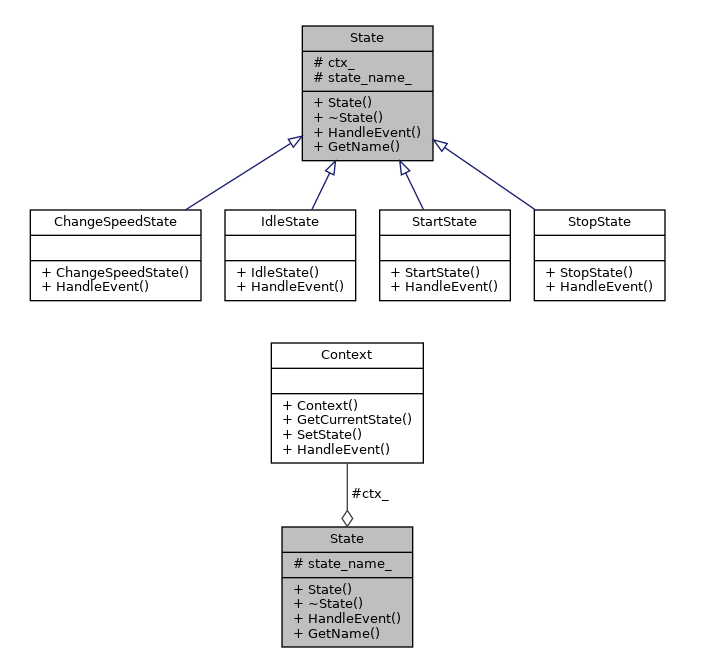 State
# ctx_
# state_name_
+ State()
+ ~State()
+ HandleEvent()
+ GetName()
ChangeSpeedState
+ ChangeSpeedState()
+ HandleEvent()
IdleState
+ IdleState()
+ HandleEvent()
StartState
+ StartState()
+ HandleEvent()
StopState
+ StopState()
+ HandleEvent()
Context
+ Context()
+ GetCurrentState()
+ SetState()
+ HandleEvent()
#ctx_
State
# state_name_
+ State()
+ ~State()
+ HandleEvent()
+ GetName()